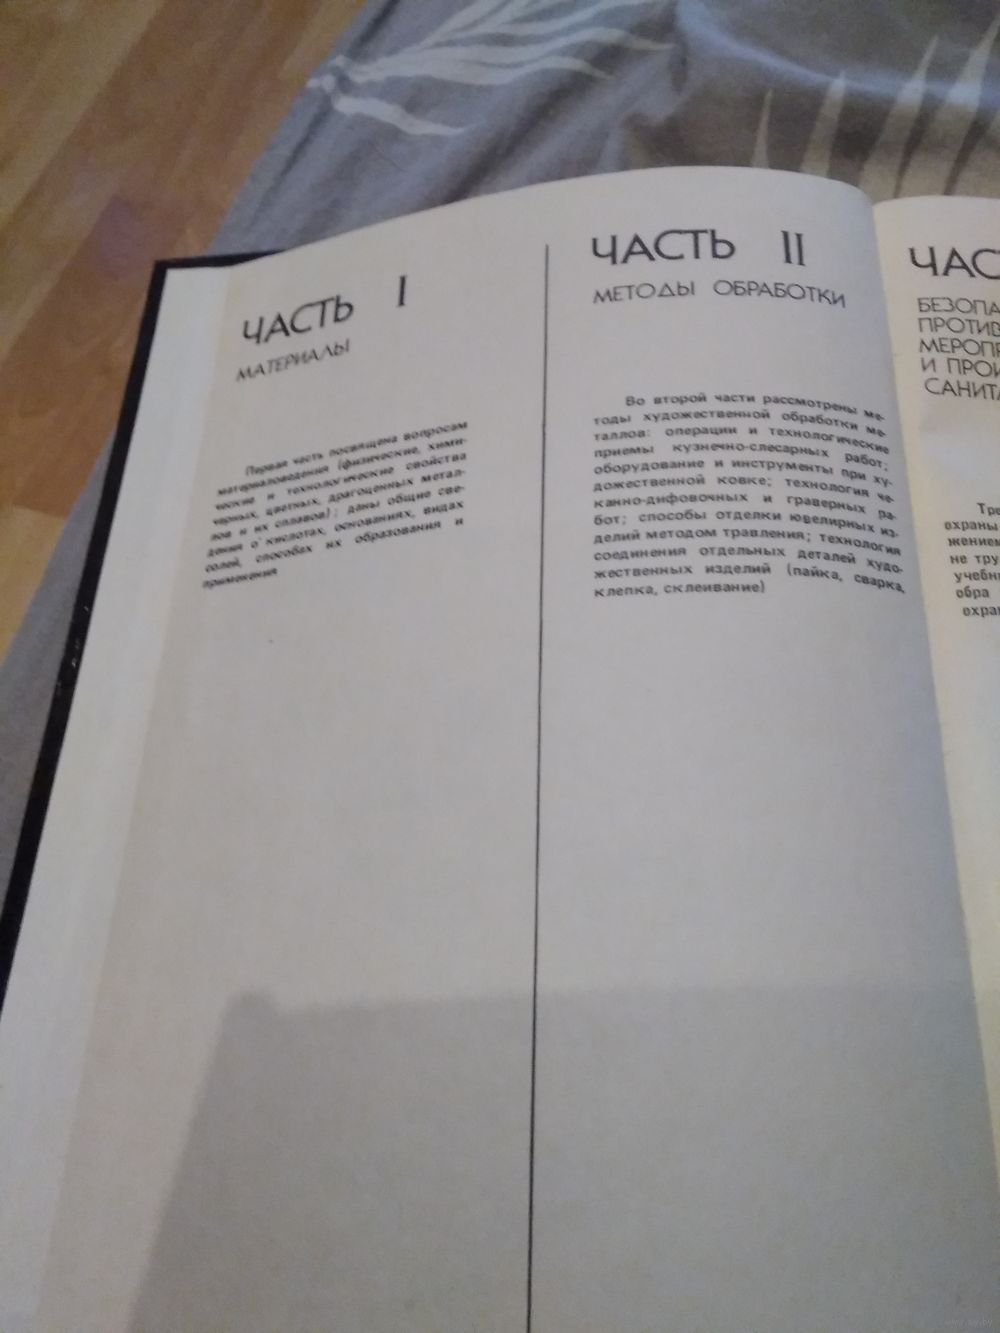 ЧАСТЬ I
МАТЕРИАЛЫ
Первая часть посвящена вопросам
материаловедения (физические, хими-
ческие и технологические свойства
черных, цветных, драгоценных метал-
лов и их сплавов); даны общие све-
дения о кислотах, основаниях, видах
солей, способах их образования и
применения
ЧАСТЬ II
МЕТОДЫ ОБРАБОТКИ
Во второй части рассмотрены ме-
тоды художественной обработки ме-
таллов: операции и технологические
приемы кузнечно-слесарных работ;
оборудование и инструменты при ху-
дожественной ковке; технология че-
канно-дифовочных и граверных ра-
бот; способы отделки ювелирных из-
делий методом травления; технология
соединения отдельных деталей худо-
жественных изделий (пайка, сварка,
клепка, склеивание)
ЧАС
БЕЗОПА
ПРОТИВ
МЕРОПР
И ПРОИ
САНИТА
Тре
охраны
жением
не тру
учебн
обра
охра